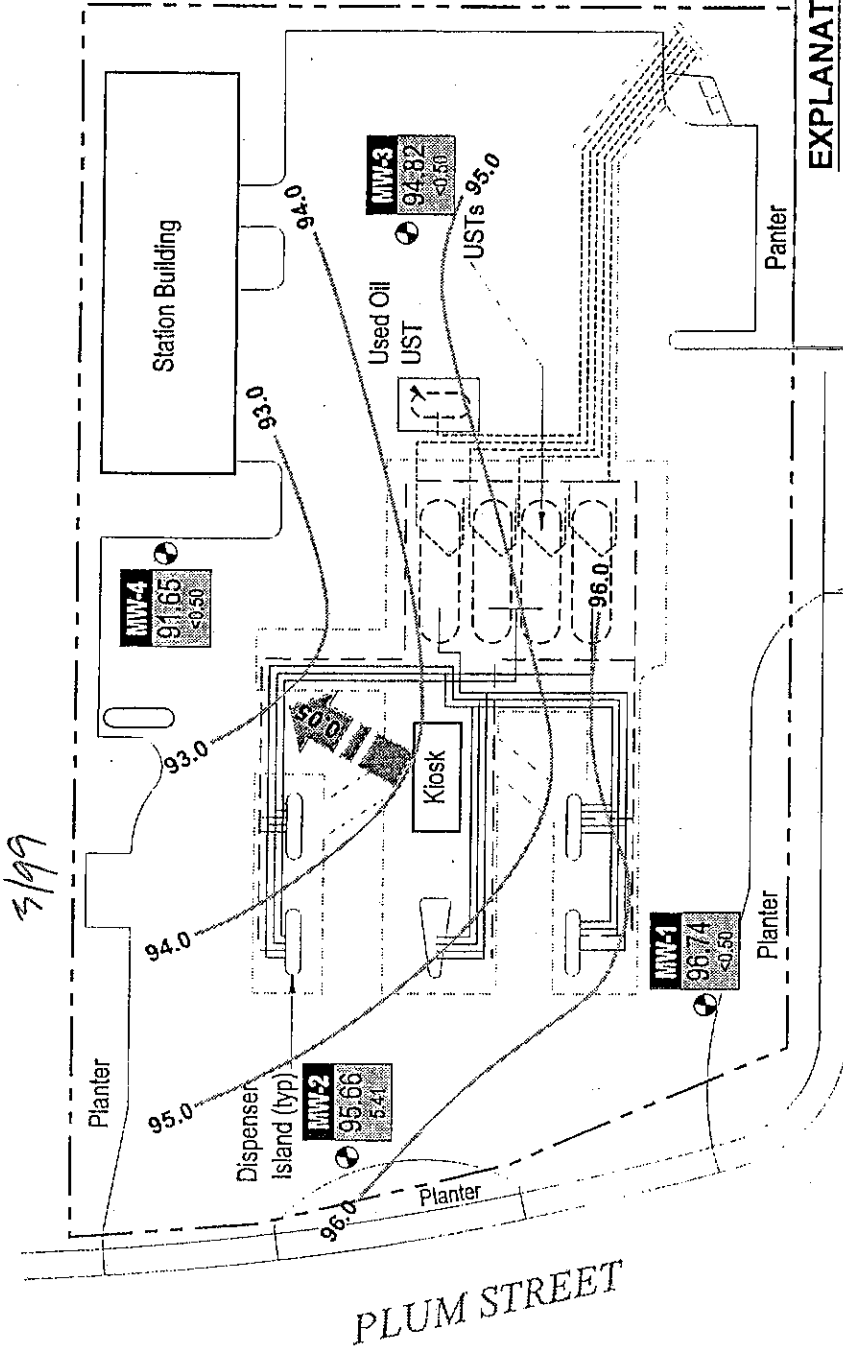 3/99
EXPLANAT
Station Building
94.0
MW-3
94.82
<0.50
95.0
USTs
Used Oil
UST
93.0
MW-4
91.65
<0.50
96.0
Panter
0.05
93.0
Kiosk
94.0
Planter
95.0
Dispenser
Island (typ)
MW-2
95.66
5.41
MW-1
96.74
<0.50
Planter
96.0
Planter
PLUM STREET